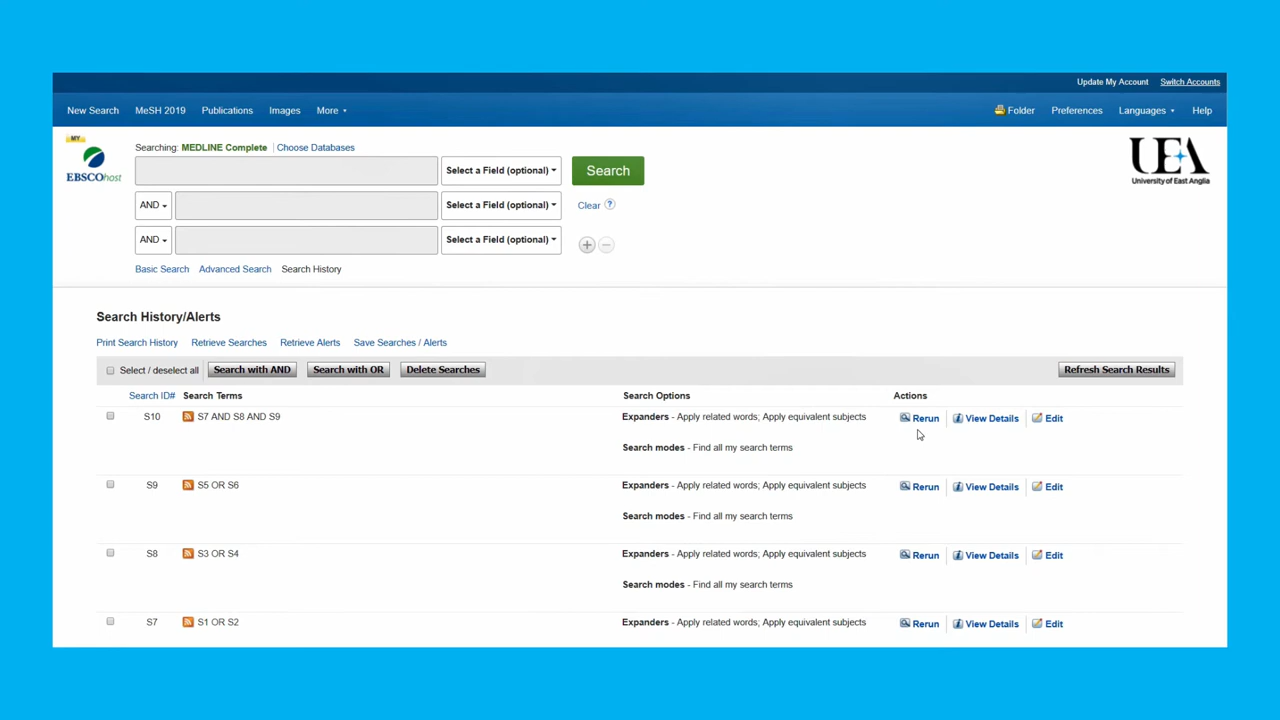 Update My Account Switch Accounts
New Search MeSH 2019 Publications Images More Folder Preferences Languages Help
MY
EBSCOhost
Searching: MEDLINE Complete Choose Databases
Select a Field (optional) Search
AND Select a Field (optional) Clear ?
AND Select a Field (optional) + −
Basic Search Advanced Search Search History
UEA
University of East Anglia
Search History/Alerts
Print Search History Retrieve Searches Retrieve Alerts Save Searches / Alerts
Select / deselect all Search with AND Search with OR Delete Searches Refresh Search Results
Search ID# Search Terms Search Options Actions
S10 S7 AND S8 AND S9 Expanders - Apply related words; Apply equivalent subjects Rerun View Details Edit
Search modes - Find all my search terms
S9 S5 OR S6 Expanders - Apply related words; Apply equivalent subjects Rerun View Details Edit
Search modes - Find all my search terms
S8 S3 OR S4 Expanders - Apply related words; Apply equivalent subjects Rerun View Details Edit
Search modes - Find all my search terms
S7 S1 OR S2 Expanders - Apply related words; Apply equivalent subjects Rerun View Details Edit